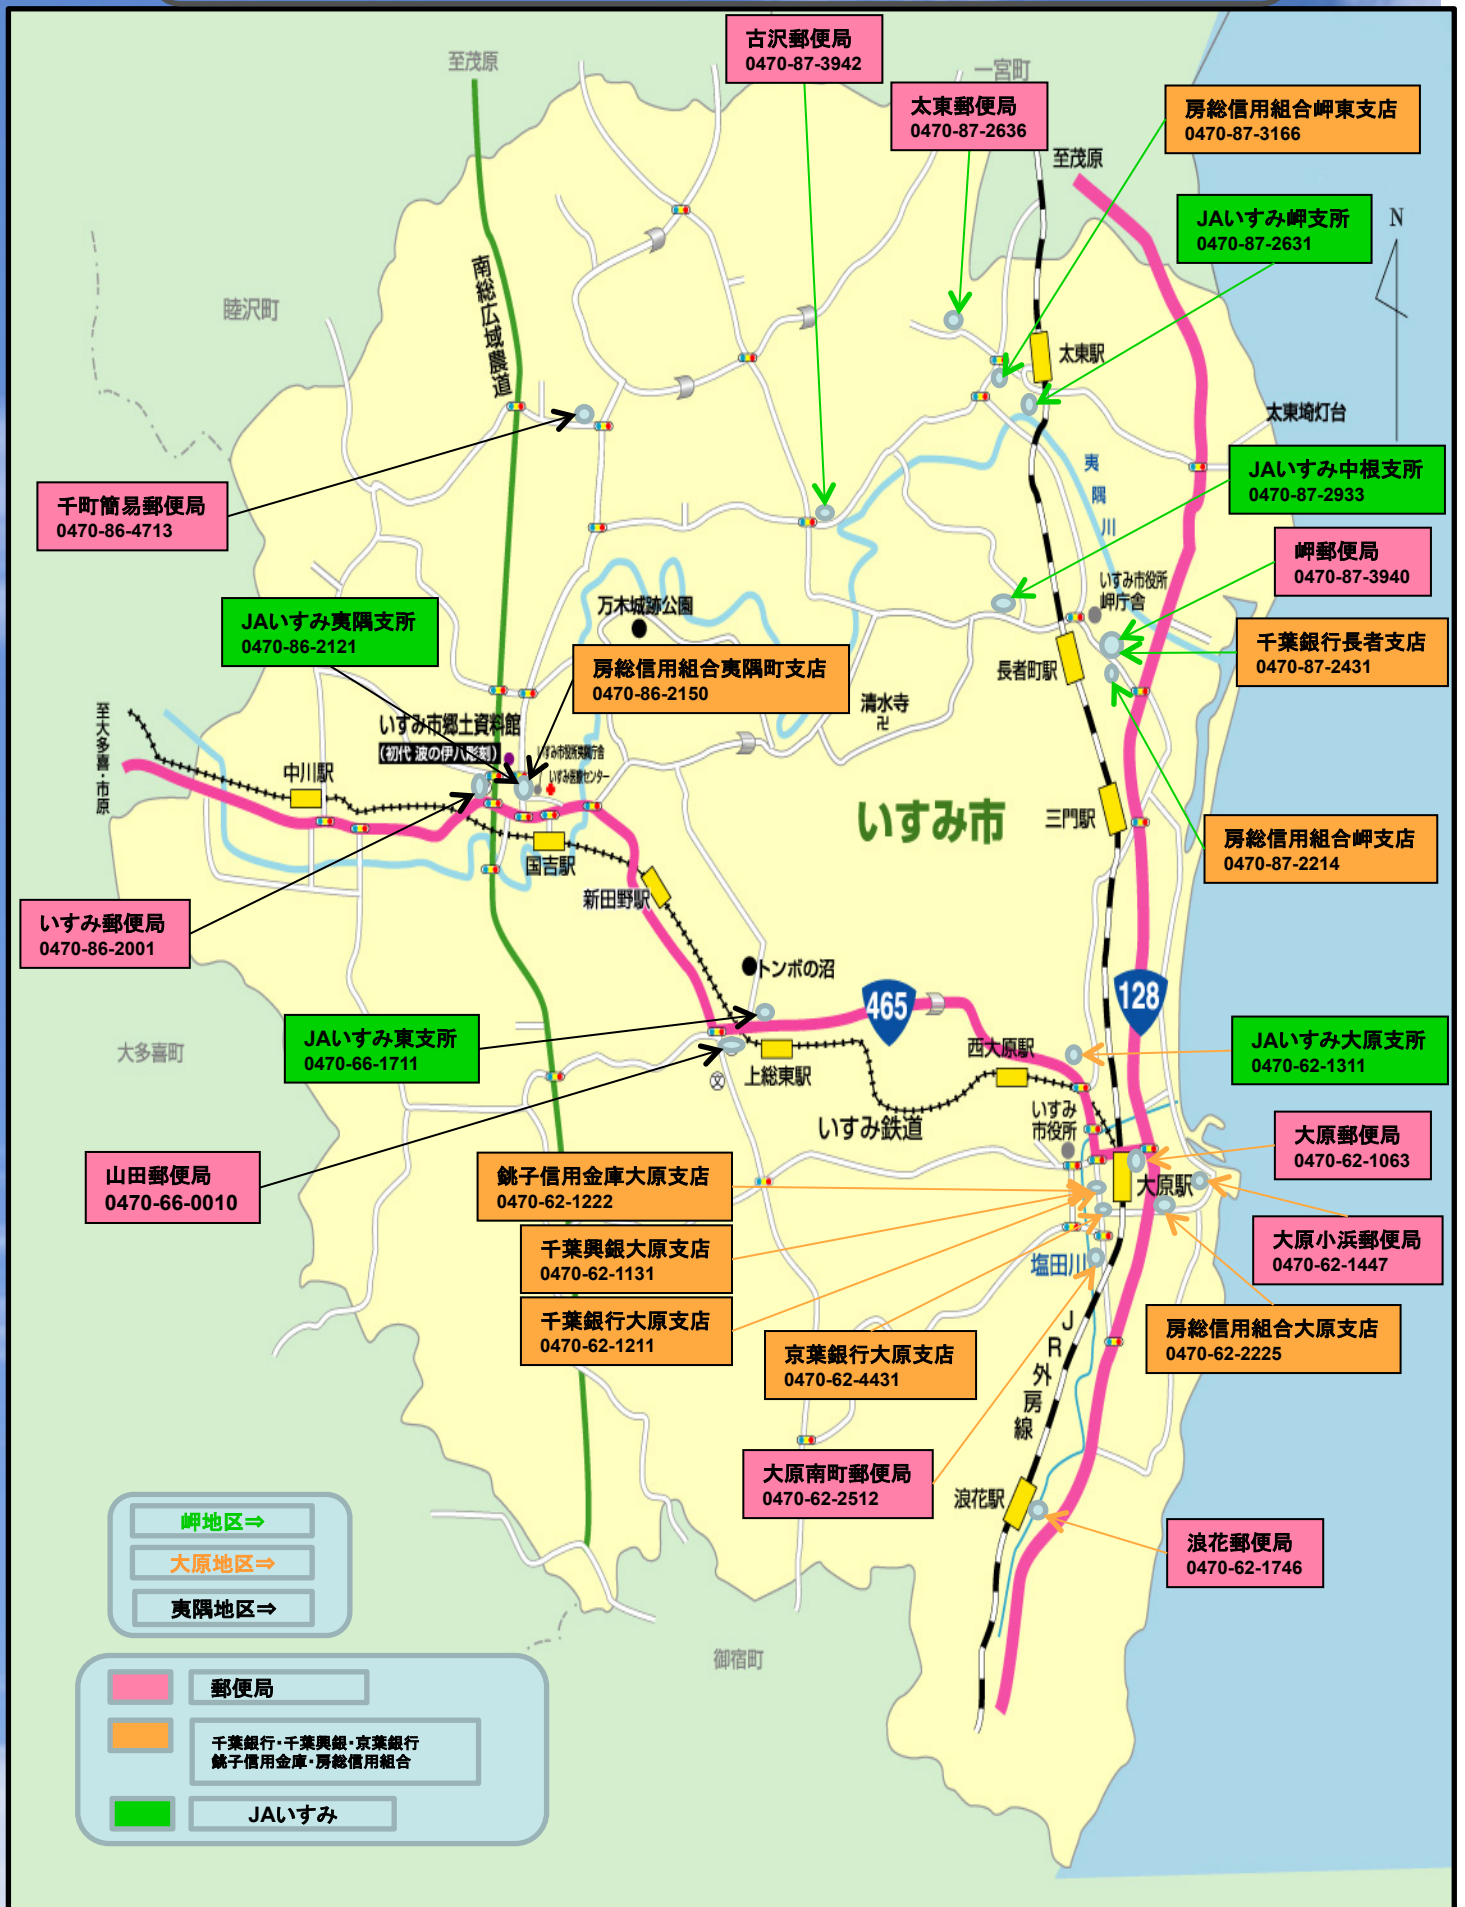 古沢郵便局
0470-87-3942
至茂原
一宮町
太東郵便局
0470-87-2636
房総信用組合岬東支店
0470-87-3166
至茂原
JAいすみ岬支所
0470-87-2631
N
南総広域農道
睦沢町
太東駅
太東埼灯台
夷隅川
JAいすみ中根支所
0470-87-2933
千町簡易郵便局
0470-86-4713
岬郵便局
0470-87-3940
いすみ市役所
岬庁舎
JAいすみ夷隅支所
0470-86-2121
万木城跡公園
千葉銀行長者支店
0470-87-2431
房総信用組合夷隅町支店
0470-86-2150
長者町駅
清水寺
卍
至大多喜・市原
いすみ市郷土資料館
(初代 波の伊八彫刻)
いすみ市役所夷隅庁舎
いすみ医療センター
中川駅
いすみ市
三門駅
房総信用組合岬支店
0470-87-2214
国吉駅
新田野駅
いすみ郵便局
0470-86-2001
トンボの沼
465
128
JAいすみ東支所
0470-66-1711
大多喜町
JAいすみ大原支所
0470-62-1311
西大原駅
上総東駅
文
いすみ鉄道
いすみ
市役所
大原郵便局
0470-62-1063
山田郵便局
0470-66-0010
銚子信用金庫大原支店
0470-62-1222
大原駅
千葉興銀大原支店
0470-62-1131
大原小浜郵便局
0470-62-1447
塩田川
千葉銀行大原支店
0470-62-1211
京葉銀行大原支店
0470-62-4431
房総信用組合大原支店
0470-62-2225
JR外房線
大原南町郵便局
0470-62-2512
浪花駅
浪花郵便局
0470-62-1746
岬地区⇒
大原地区⇒
夷隅地区⇒
御宿町
郵便局
千葉銀行・千葉興銀・京葉銀行
銚子信用金庫・房総信用組合
JAいすみ